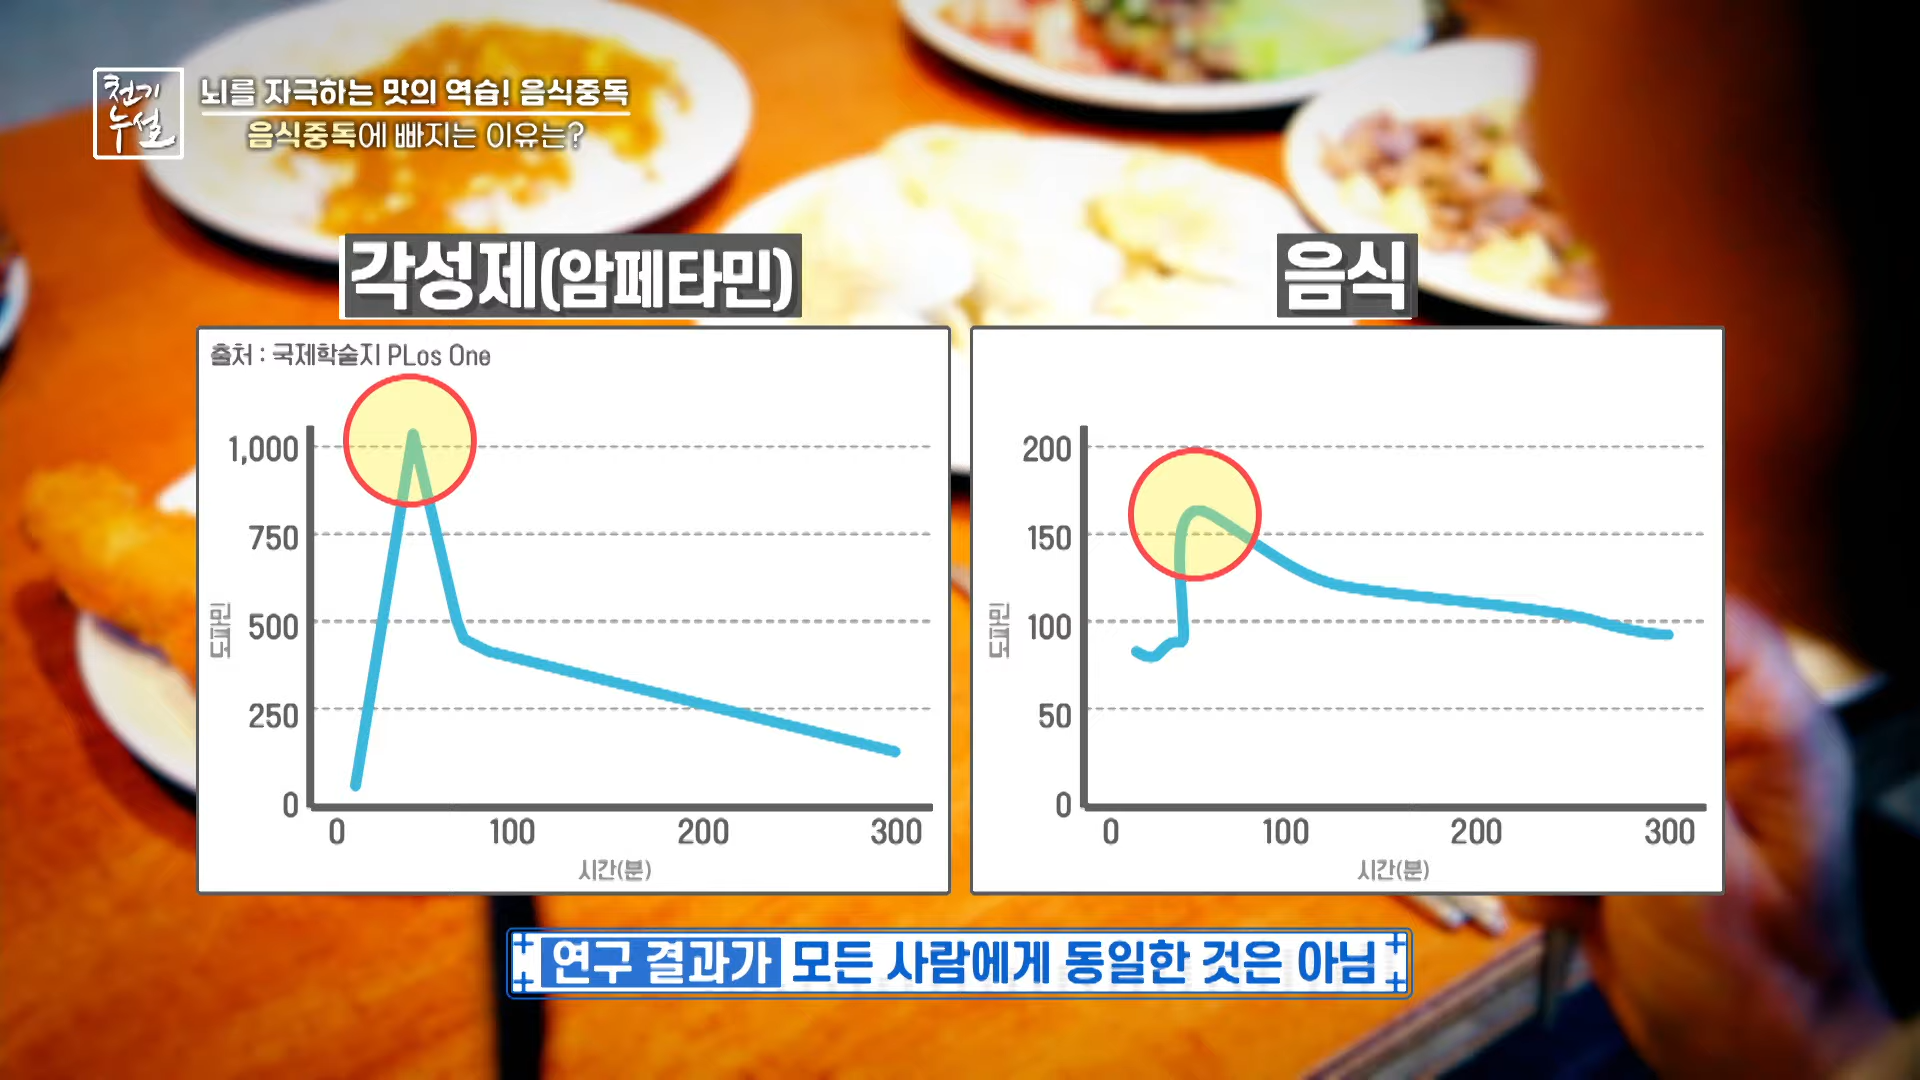 천기
누설
뇌를 자극하는 맛의 역습! 음식중독
음식중독에 빠지는 이유는?
각성제(암페타민)
출처 : 국제학술지 PLos One
1,000
750
500
250
0
도파민
0 100 200 300
시간(분)
음식
200
150
100
50
0
도파민
0 100 200 300
시간(분)
연구 결과가 모든 사람에게 동일한 것은 아님